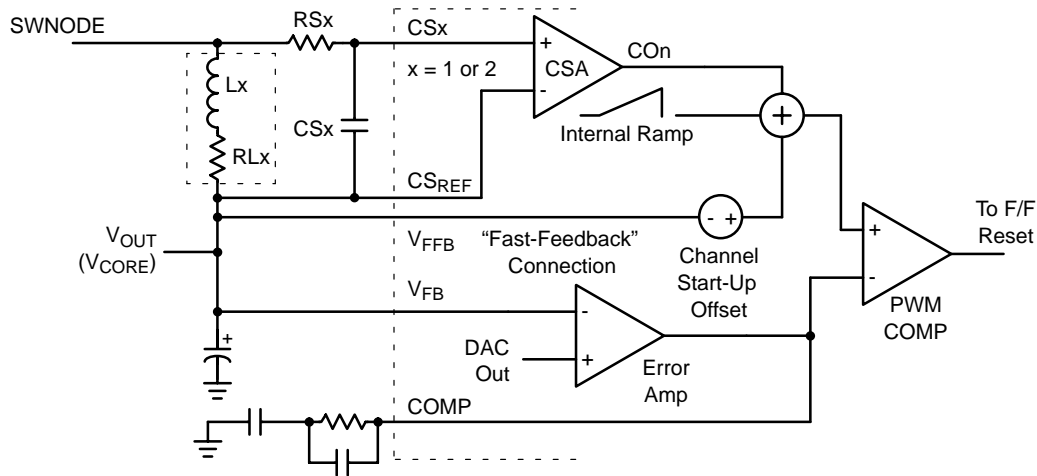 SWNODE
RSx
CSx
COn
x = 1 or 2
+
CSA
-
Lx
CSx
RLx
Internal Ramp
+
CSREF
- +
To F/F
Reset
VOUT
(VCORE)
VFFB
“Fast-Feedback”
Connection
Channel
Start-Up
Offset
+
-
PWM
COMP
VFB
-
+
DAC
Out
+
Error
Amp
COMP